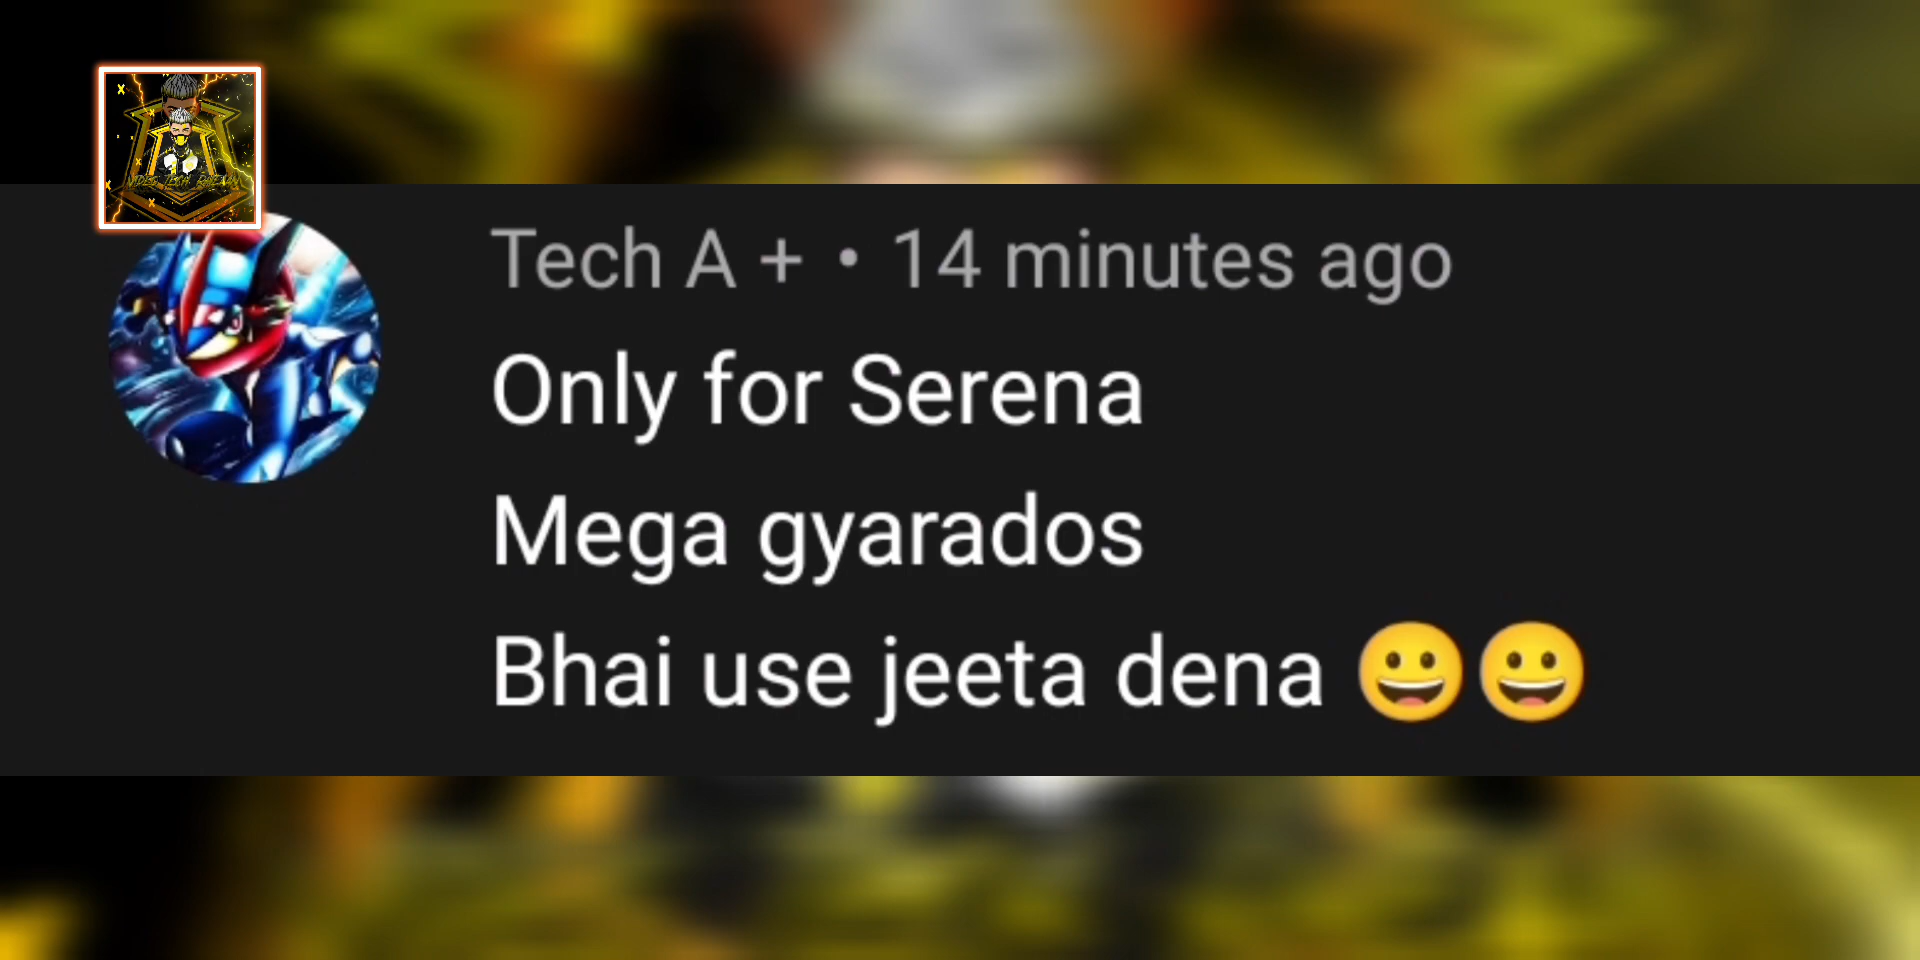 Tech A + • 14 minutes ago
Only for Serena
Mega gyarados
Bhai use jeeta dena 😀😀